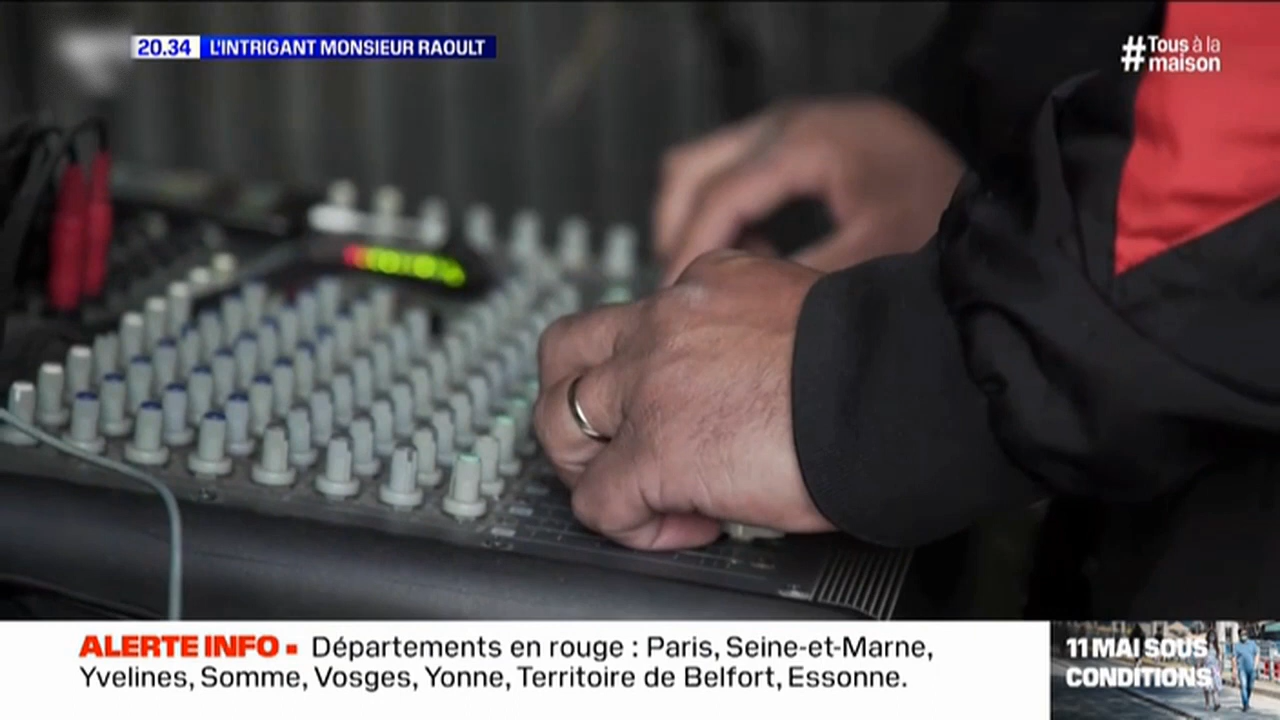 20.34 L'INTRIGANT MONSIEUR RAOULT
#Tous à la
maison
ALERTE INFO Départements en rouge : Paris, Seine-et-Marne,
Yvelines, Somme, Vosges, Yonne, Territoire de Belfort, Essonne.
11 MAI SOUS
CONDITIONS